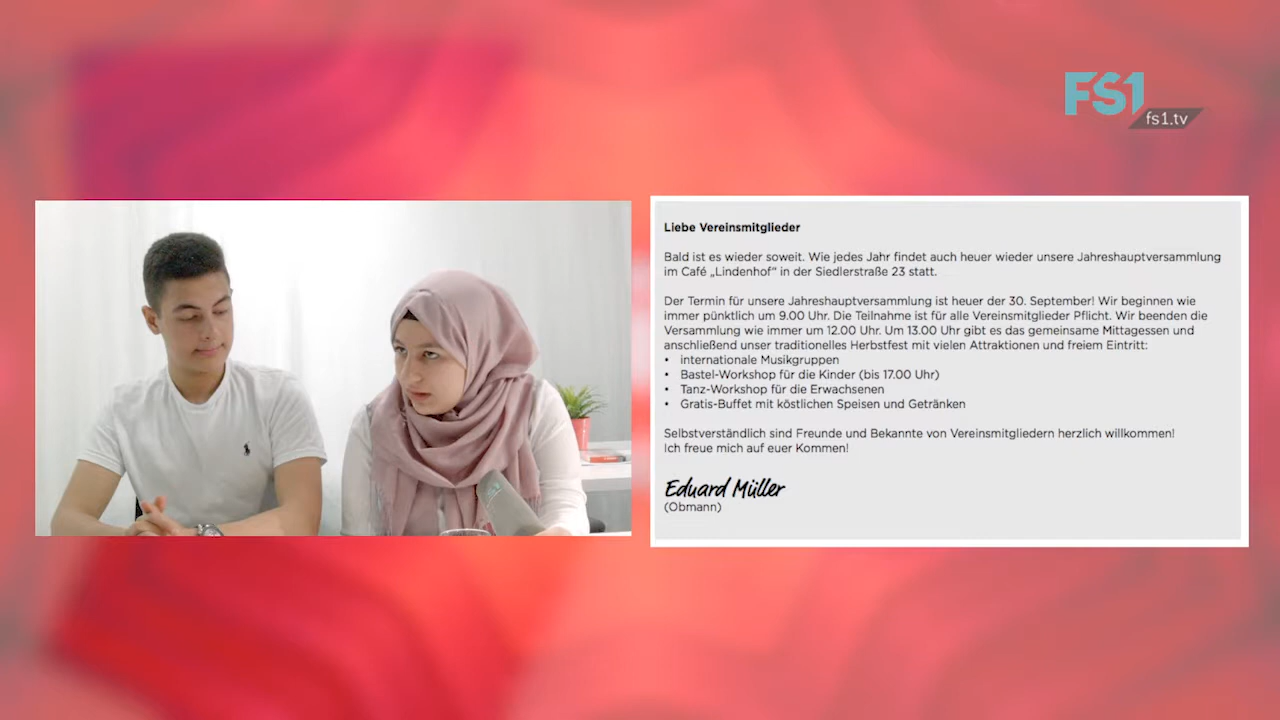 FS1
fs1.tv
Liebe Vereinsmitglieder
Bald ist es wieder soweit. Wie jedes Jahr findet auch heuer wieder unsere Jahreshauptversammlung
im Café „Lindenhof“ in der Siedlerstraße 23 statt.
Der Termin für unsere Jahreshauptversammlung ist heuer der 30. September! Wir beginnen wie
immer pünktlich um 9.00 Uhr. Die Teilnahme ist für alle Vereinsmitglieder Pflicht. Wir beenden die
Versammlung wie immer um 12.00 Uhr. Um 13.00 Uhr gibt es das gemeinsame Mittagessen und
anschließend unser traditionelles Herbstfest mit vielen Attraktionen und freiem Eintritt:
• internationale Musikgruppen
• Bastel-Workshop für die Kinder (bis 17.00 Uhr)
• Tanz-Workshop für die Erwachsenen
• Gratis-Buffet mit köstlichen Speisen und Getränken
Selbstverständlich sind Freunde und Bekannte von Vereinsmitgliedern herzlich willkommen!
Ich freue mich auf euer Kommen!
Eduard Müller
(Obmann)